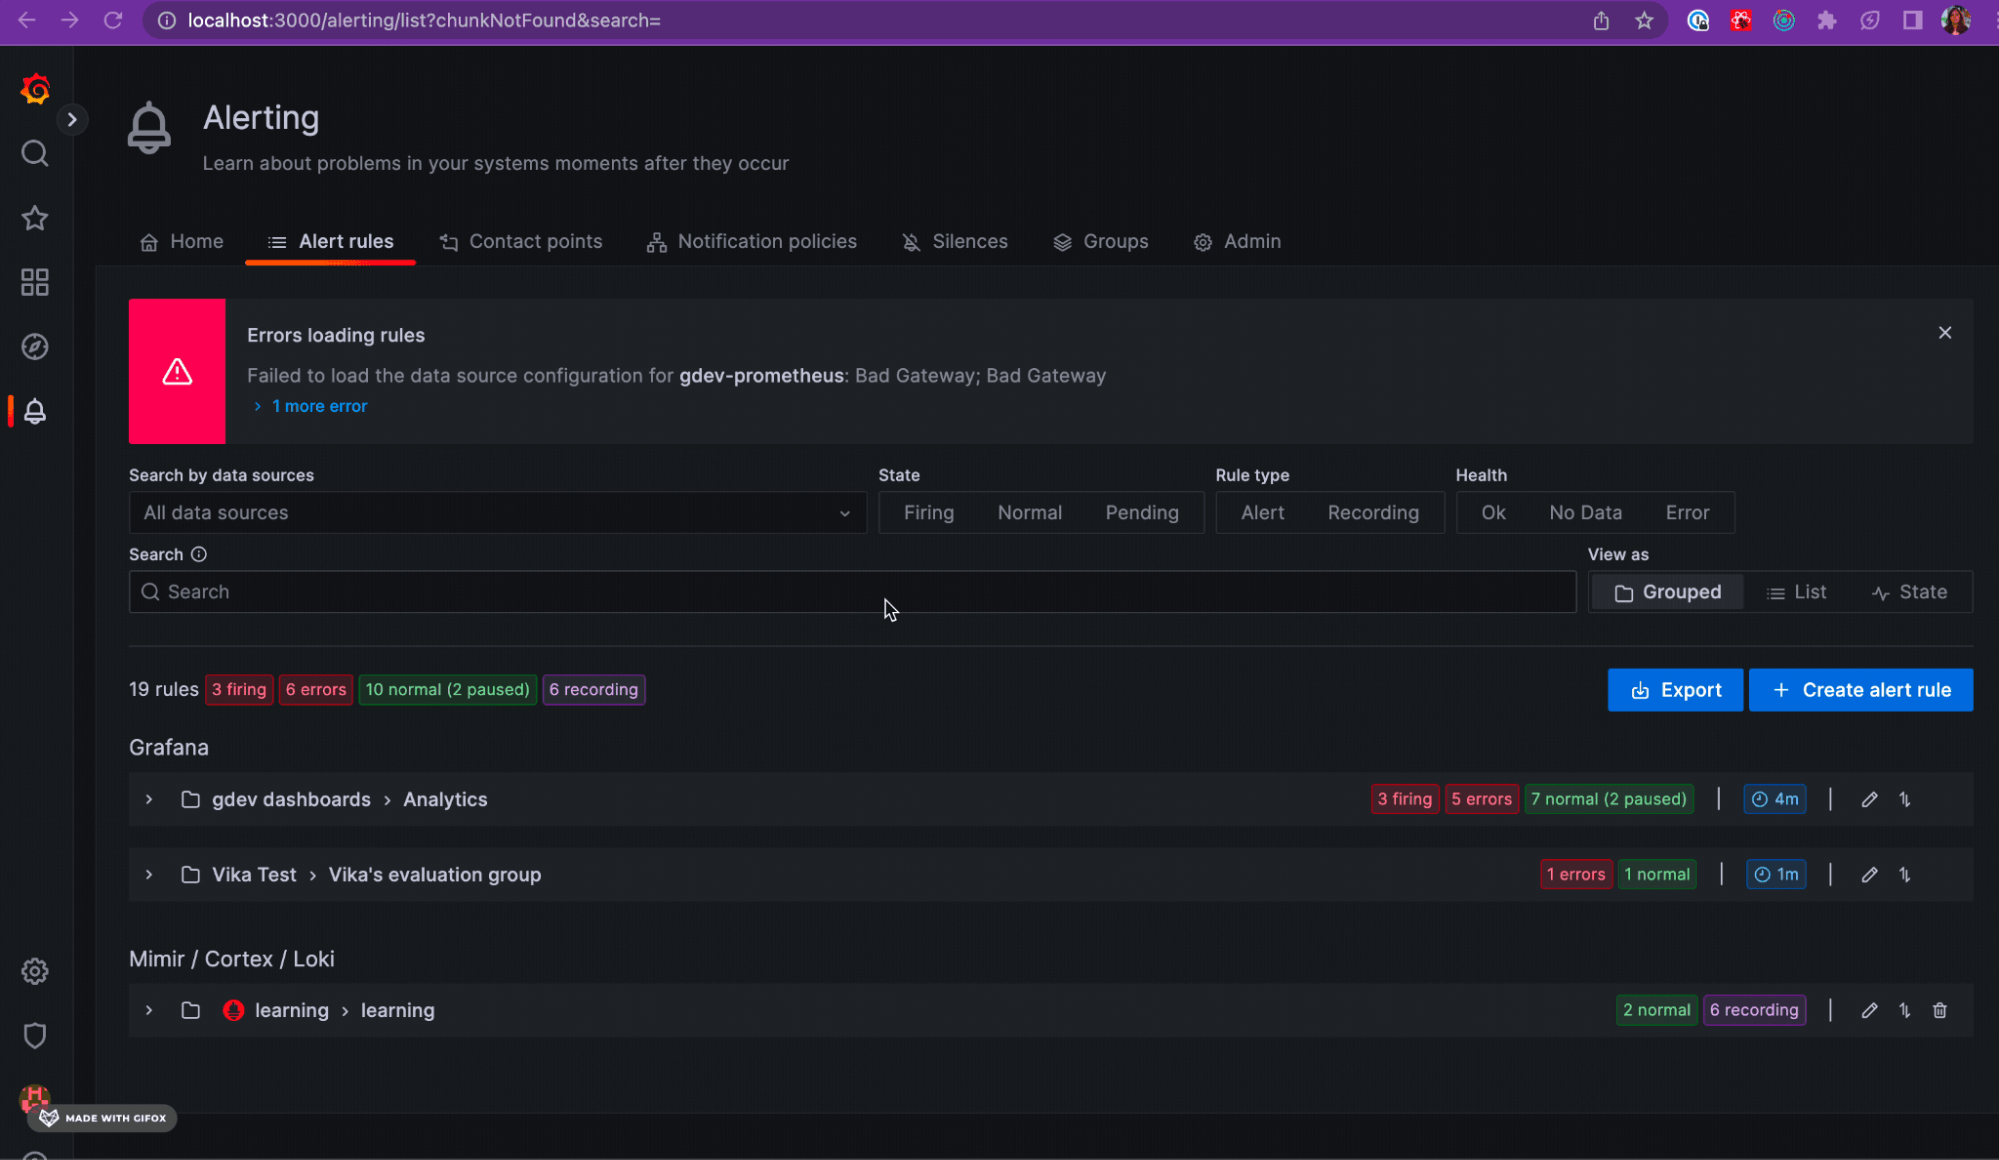 localhost:3000/alerting/list?chunkNotFound&search=
Alerting
Learn about problems in your systems moments after they occur
Home Alert rules Contact points Notification policies Silences Groups Admin
Errors loading rules
Failed to load the data source configuration for gdev-prometheus: Bad Gateway; Bad Gateway
1 more error
Search by data sources State Rule type Health
All data sources Firing Normal Pending Alert Recording Ok No Data Error
Search View as
Search Grouped List State
19 rules 3 firing 6 errors 10 normal (2 paused) 6 recording Export + Create alert rule
Grafana
gdev dashboards > Analytics 3 firing 5 errors 7 normal (2 paused) | 4m |
Vika Test > Vika's evaluation group 1 errors 1 normal | 1m |
Mimir / Cortex / Loki
learning > learning 2 normal 6 recording |
MADE WITH GIFOX